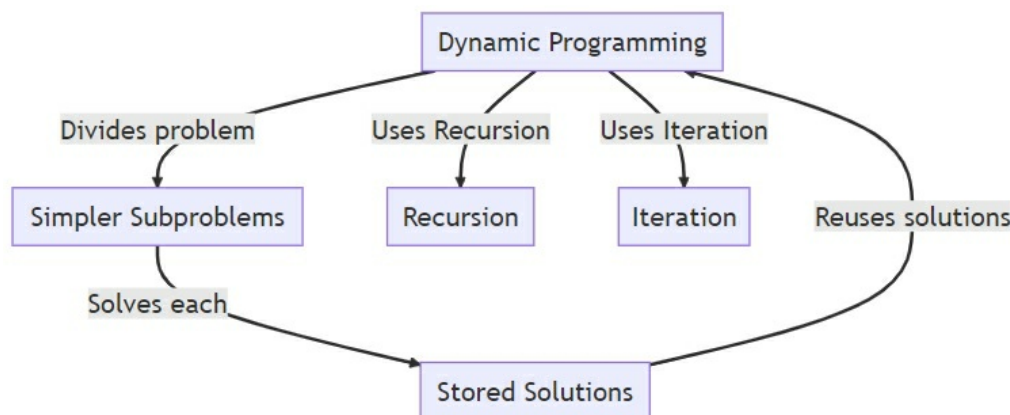 Dynamic Programming
Divides problem
Uses Recursion
Uses Iteration
Simpler Subproblems
Recursion
Iteration
Reuses solutions
Solves each
Stored Solutions